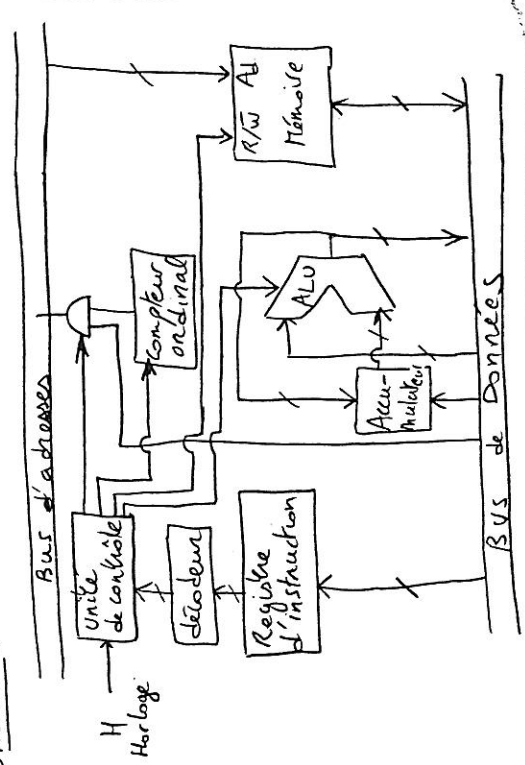 Bus d'adresses
H
Horloge
Unité
de contrôle
décodeur
Registre
d'instruction
Compteur
ordinal
ALU
Accu-
mulateur
R/W̅ Ad
Mémoire
Bus de Données